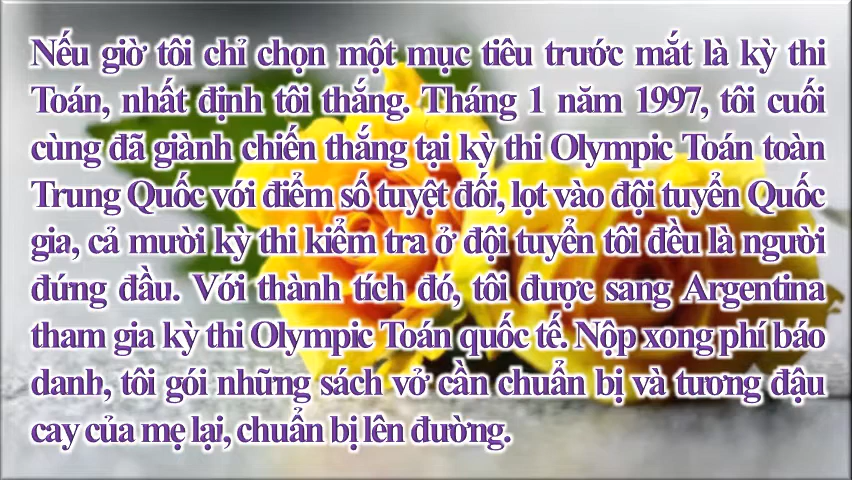 Nếu giờ tôi chỉ chọn một mục tiêu trước mắt là kỳ thi
Toán, nhất định tôi thắng. Tháng 1 năm 1997, tôi cuối
cùng đã giành chiến thắng tại kỳ thi Olympic Toán toàn
Trung Quốc với điểm số tuyệt đối, lọt vào đội tuyển Quốc
gia, cả mười kỳ thi kiểm tra ở đội tuyển tôi đều là người
đứng đầu. Với thành tích đó, tôi được sang Argentina
tham gia kỳ thi Olympic Toán quốc tế. Nộp xong phí báo
danh, tôi gói những sách vở cần chuẩn bị và tương đậu
cay của mẹ lại, chuẩn bị lên đường.